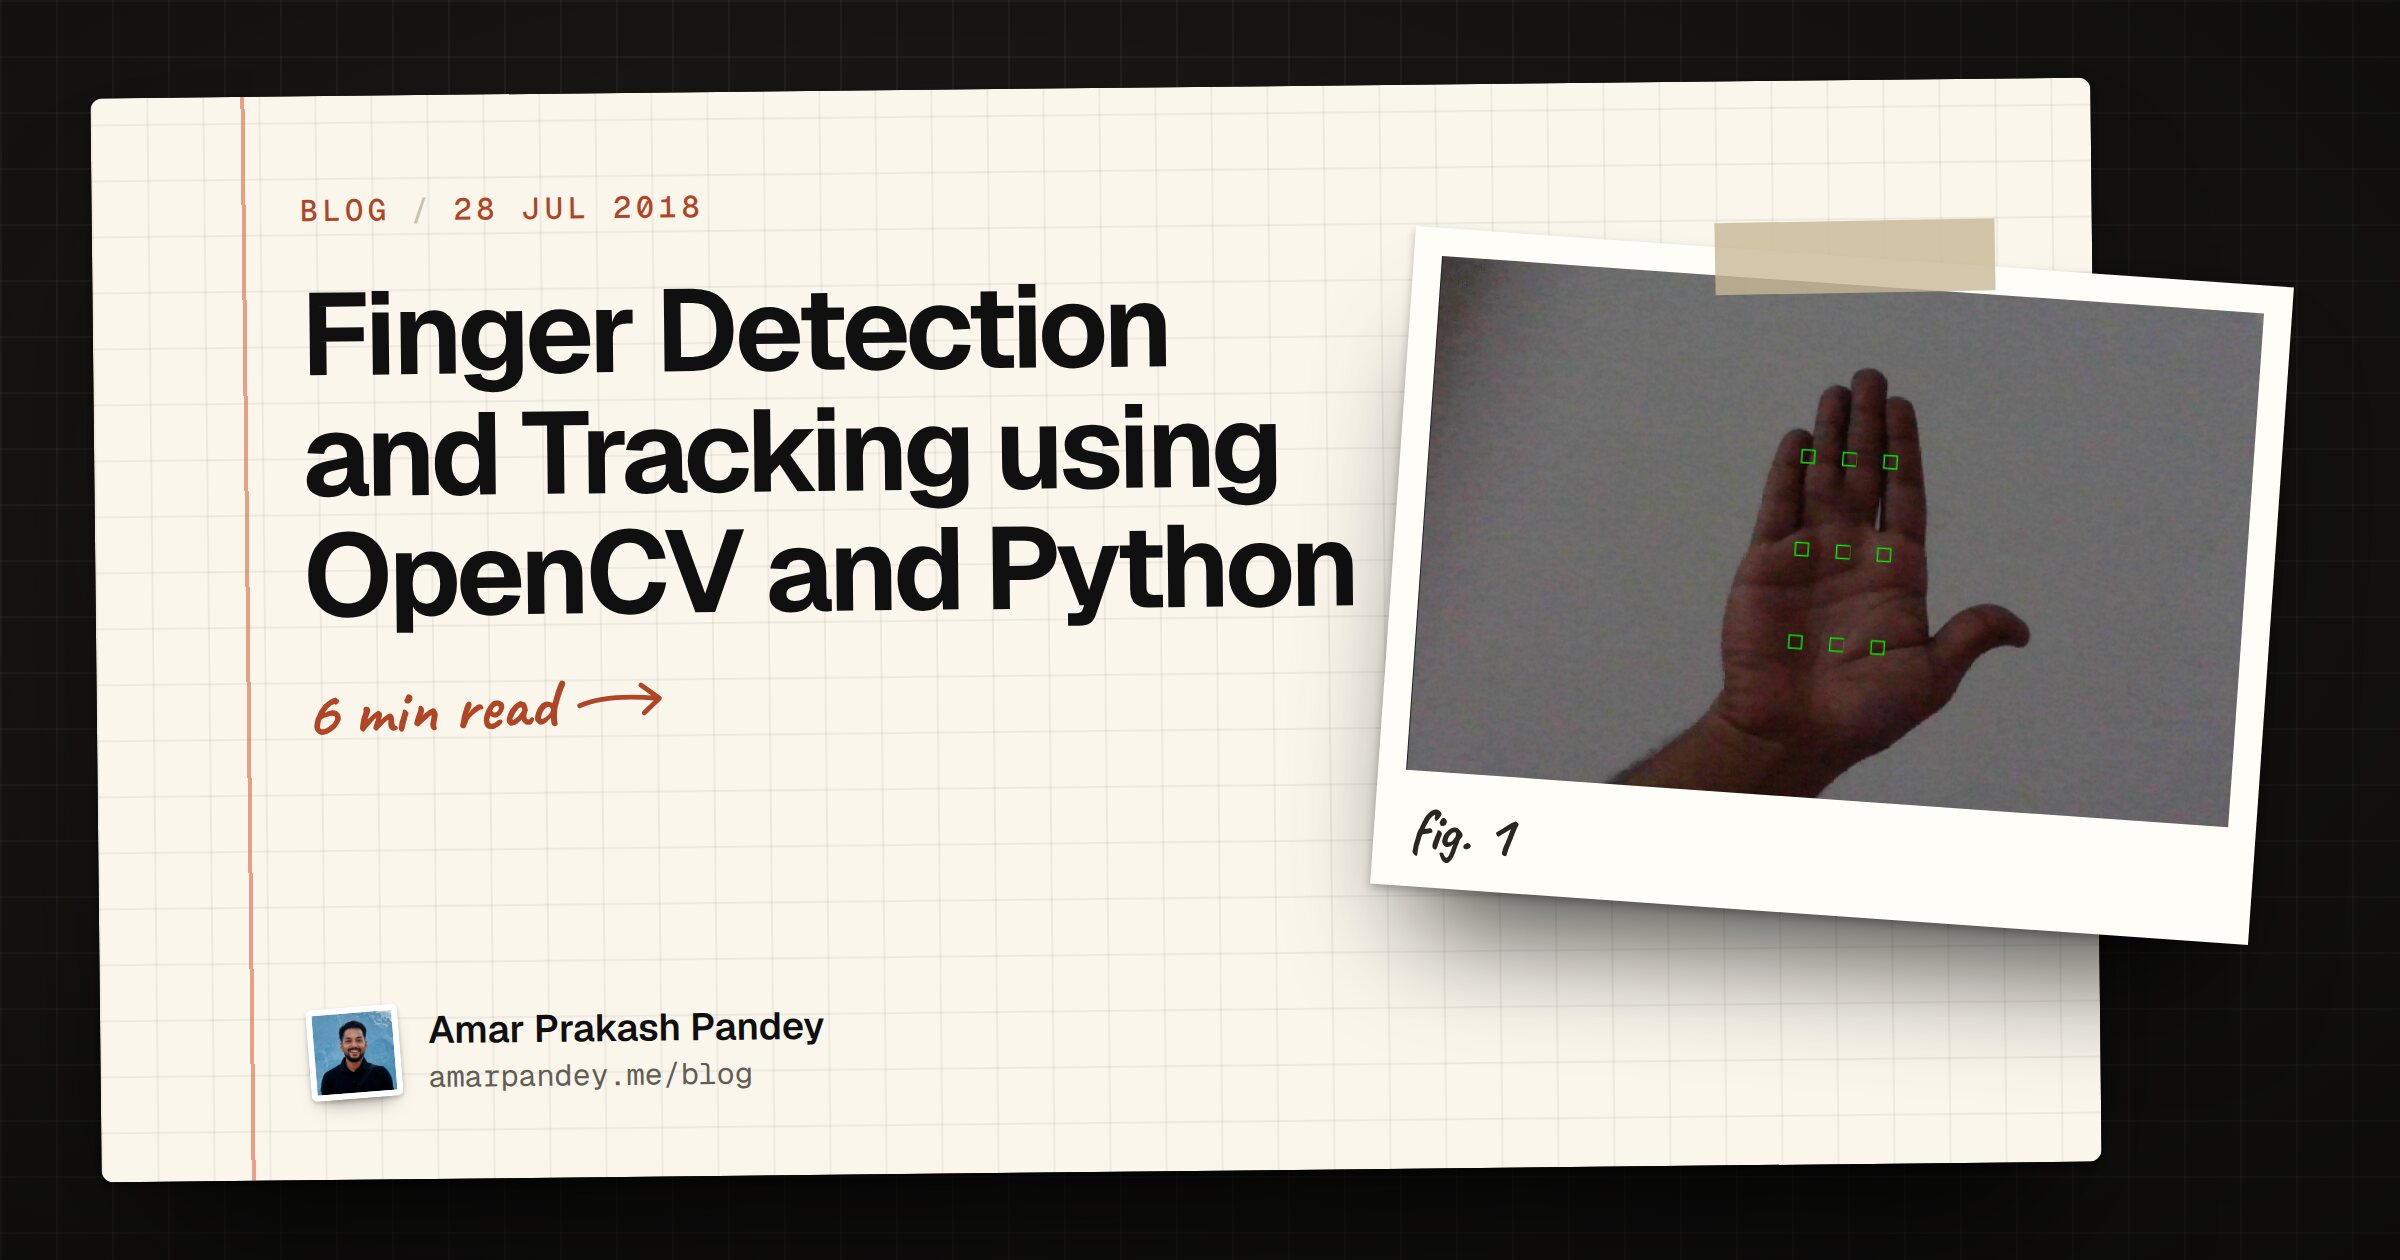 BLOG / 28 JUL 2018
Finger Detection
and Tracking using
OpenCV and Python
6 min read
fig. 1
Amar Prakash Pandey
amarpandey.me/blog